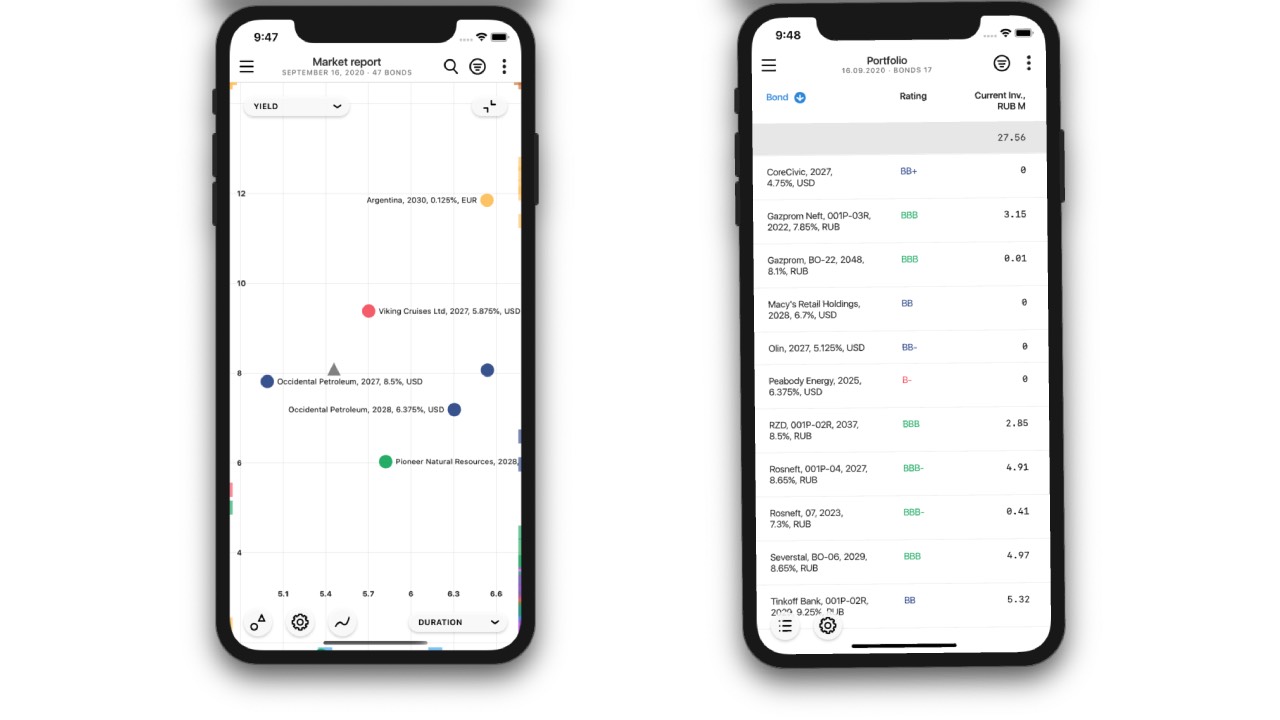 9:47
Market report
SEPTEMBER 16, 2020 · 47 BONDS
YIELD
12
Argentina, 2030, 0.125%, EUR
10
Viking Cruises Ltd, 2027, 5.875%, USD
8
Occidental Petroleum, 2027, 8.5%, USD
Occidental Petroleum, 2028, 6.375%, USD
6
Pioneer Natural Resources, 2028,
4
5.1 5.4 5.7 6 6.3 6.6
DURATION
9:48
Portfolio
16.09.2020 · BONDS 17
Bond Rating Current Inv.,
RUB M
27.56
CoreCivic, 2027, BB+ 0
4.75%, USD
Gazprom Neft, 001P-03R, BBB 3.15
2022, 7.85%, RUB
Gazprom, BO-22, 2048, BBB 0.01
8.1%, RUB
Macy's Retail Holdings, BB 0
2028, 6.7%, USD
Olin, 2027, 5.125%, USD BB- 0
Peabody Energy, 2025, B- 0
6.375%, USD
RZD, 001P-02R, 2037, BBB 2.85
8.5%, RUB
Rosneft, 001P-04, 2027, BBB- 4.91
8.65%, RUB
Rosneft, 07, 2023, BBB- 0.41
7.3%, RUB
Severstal, BO-06, 2029, BBB 4.97
8.65%, RUB
Tinkoff Bank, 001P-02R, BB 5.32
2029, 9.25%, RUB